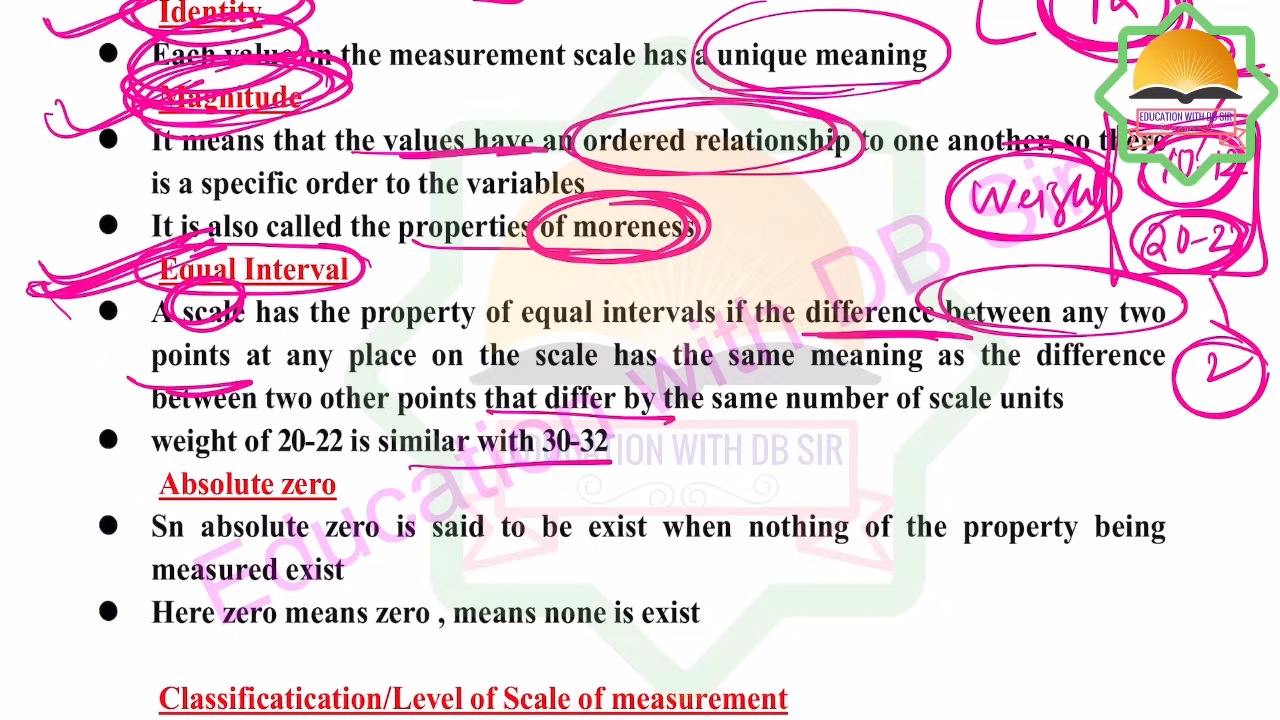 Identity
● Each value on the measurement scale has a unique meaning
Magnitude
● It means that the values have an ordered relationship to one another, so there
is a specific order to the variables
● It is also called the properties of moreness
Equal Interval
● A scale has the property of equal intervals if the difference between any two
points at any place on the scale has the same meaning as the difference
between two other points that differ by the same number of scale units
● weight of 20-22 is similar with 30-32
Absolute zero
● Sn absolute zero is said to be exist when nothing of the property being
measured exist
● Here zero means zero , means none is exist
Classificatication/Level of Scale of measurement
EDUCATION WITH DB SIR
Weight
10-12
20-22
2
Education with DB Sir
EDUCATION WITH DB SIR